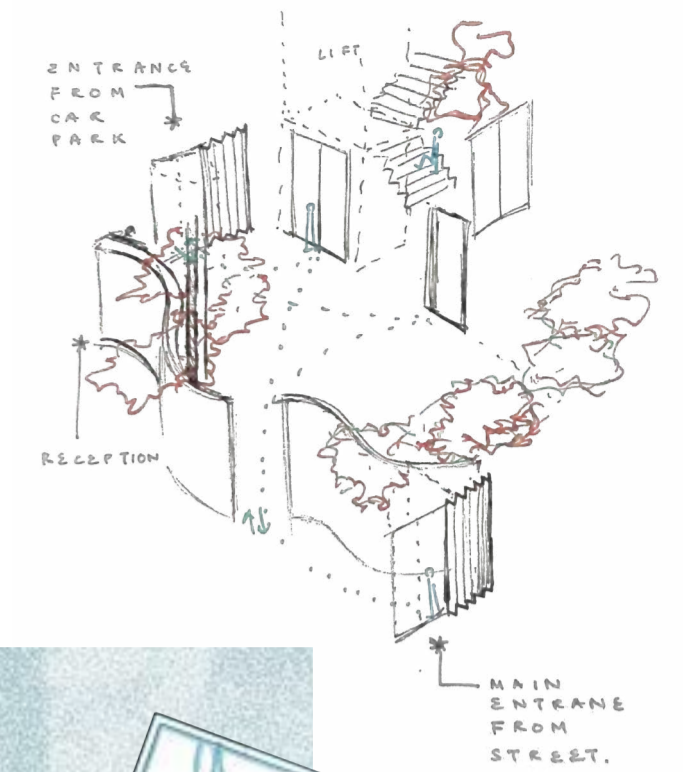 ENTRANCE
FROM
CAR
PARK
LIFT
RECEPTION
MAIN
ENTRANE
FROM
STREET.